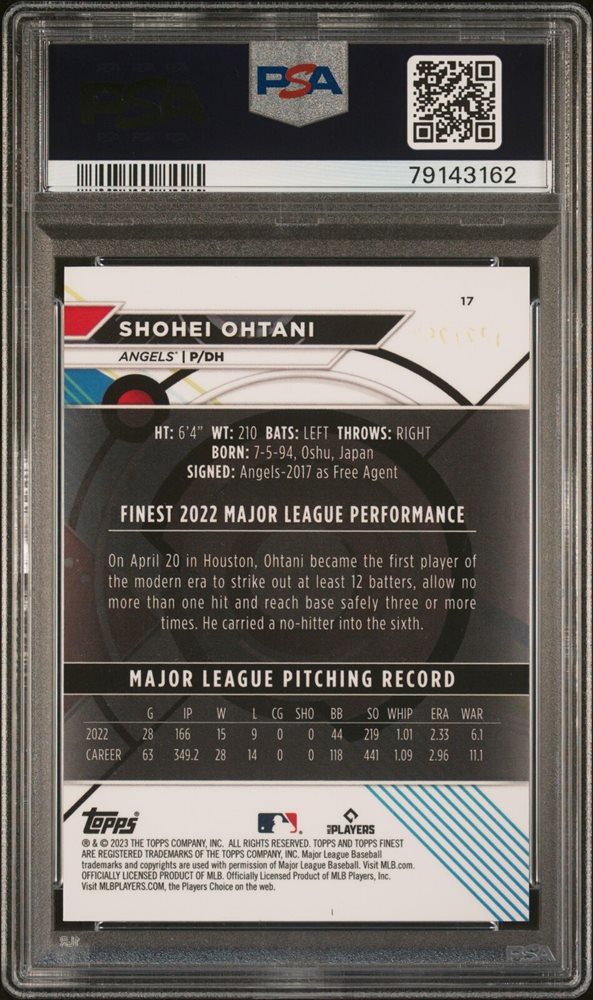 PSA
79143162
17
SHOHEI OHTANI
ANGELS® | P/DH
HT: 6'4" WT: 210 BATS: LEFT THROWS: RIGHT
BORN: 7-5-94, Oshu, Japan
SIGNED: Angels-2017 as Free Agent
FINEST 2022 MAJOR LEAGUE PERFORMANCE
On April 20 in Houston, Ohtani became the first player of
the modern era to strike out at least 12 batters, allow no
more than one hit and reach base safely three or more
times. He carried a no-hitter into the sixth.
MAJOR LEAGUE PITCHING RECORD
G IP W L CG SHO BB SO WHIP ERA WAR
2022 28 166 15 9 0 0 44 219 1.01 2.33 6.1
CAREER 63 349.2 28 14 0 0 118 441 1.09 2.96 11.1
topps®
MLB PLAYERS
® & © 2023 THE TOPPS COMPANY, INC. ALL RIGHTS RESERVED. TOPPS AND TOPPS FINEST
ARE REGISTERED TRADEMARKS OF THE TOPPS COMPANY, INC. Major League Baseball
trademarks and copyrights are used with permission of Major League Baseball. Visit MLB.com.
OFFICIALLY LICENSED PRODUCT OF MLB. Officially Licensed Product of MLB Players, Inc.
Visit MLBPLAYERS.COM, the Players Choice on the web.
PSA